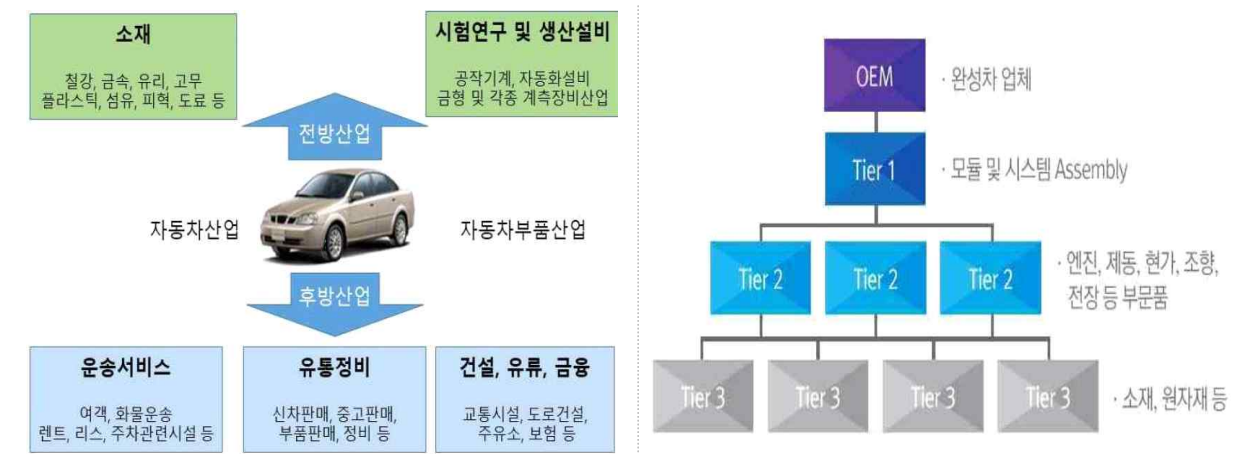 소재
철강, 금속, 유리, 고무
플라스틱, 섬유, 피혁, 도료 등
시험연구 및 생산설비
공작기계, 자동화설비
금형 및 각종 계측장비산업
전방산업
자동차산업
자동차부품산업
후방산업
운송서비스
여객, 화물운송
렌트, 리스, 주차관련시설 등
유통정비
신차판매, 중고판매,
부품판매, 정비 등
건설, 유류, 금융
교통시설, 도로건설,
주유소, 보험 등
OEM
· 완성차 업체
Tier 1
· 모듈 및 시스템 Assembly
Tier 2
Tier 2
Tier 2
· 엔진, 제동, 현가, 조향,
전장 등 부문품
Tier 3
Tier 3
Tier 3
Tier 3
· 소재, 원자재 등